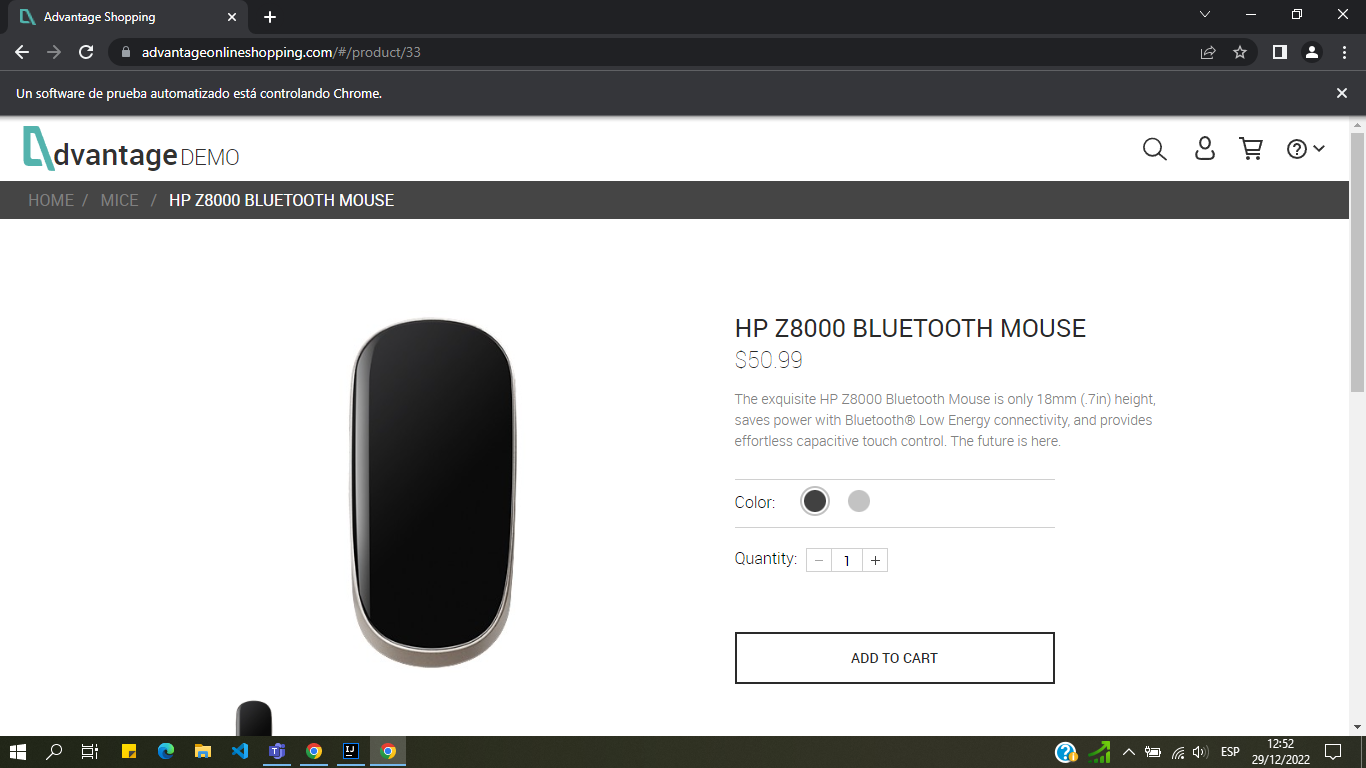 Advantage Shopping
advantageonlineshopping.com/#/product/33
Un software de prueba automatizado está controlando Chrome.
dvantage DEMO
HOME / MICE / HP Z8000 BLUETOOTH MOUSE
HP Z8000 BLUETOOTH MOUSE
$50.99
The exquisite HP Z8000 Bluetooth Mouse is only 18mm (.7in) height,
saves power with Bluetooth® Low Energy connectivity, and provides
effortless capacitive touch control. The future is here.
Color:
Quantity: − 1 +
ADD TO CART
ESP
12:52
29/12/2022